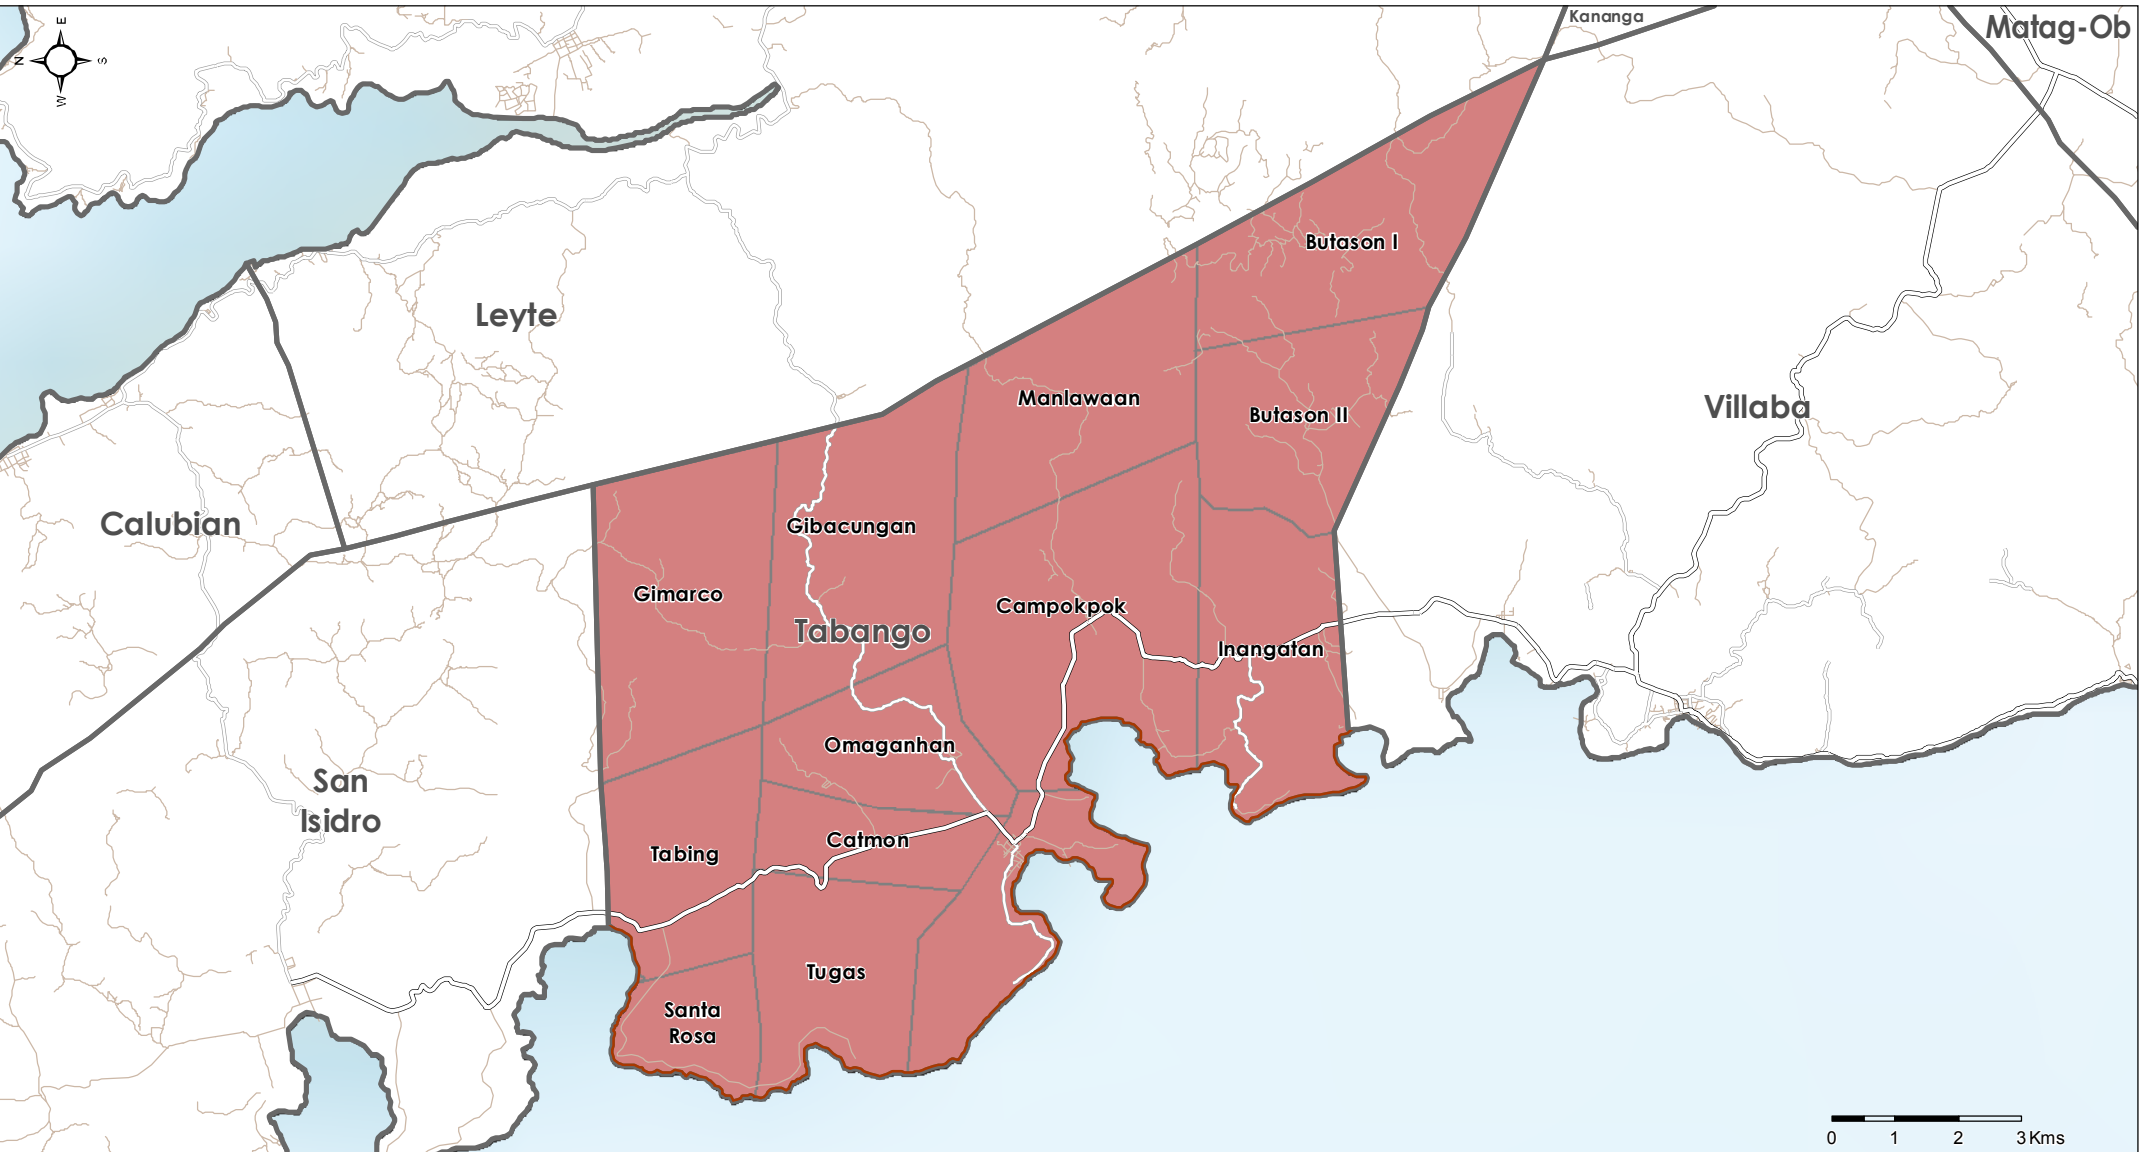 Kananga
Matag-Ob
E
N
S
W
Butason I
Leyte
Manlawaan
Butason II
Villaba
Calubian
Gibacungan
Gimarco
Campokpok
Tabango
Inangatan
Omaganhan
San
Isidro
Catmon
Tabing
Tugas
Santa
Rosa
0 1 2 3 Kms